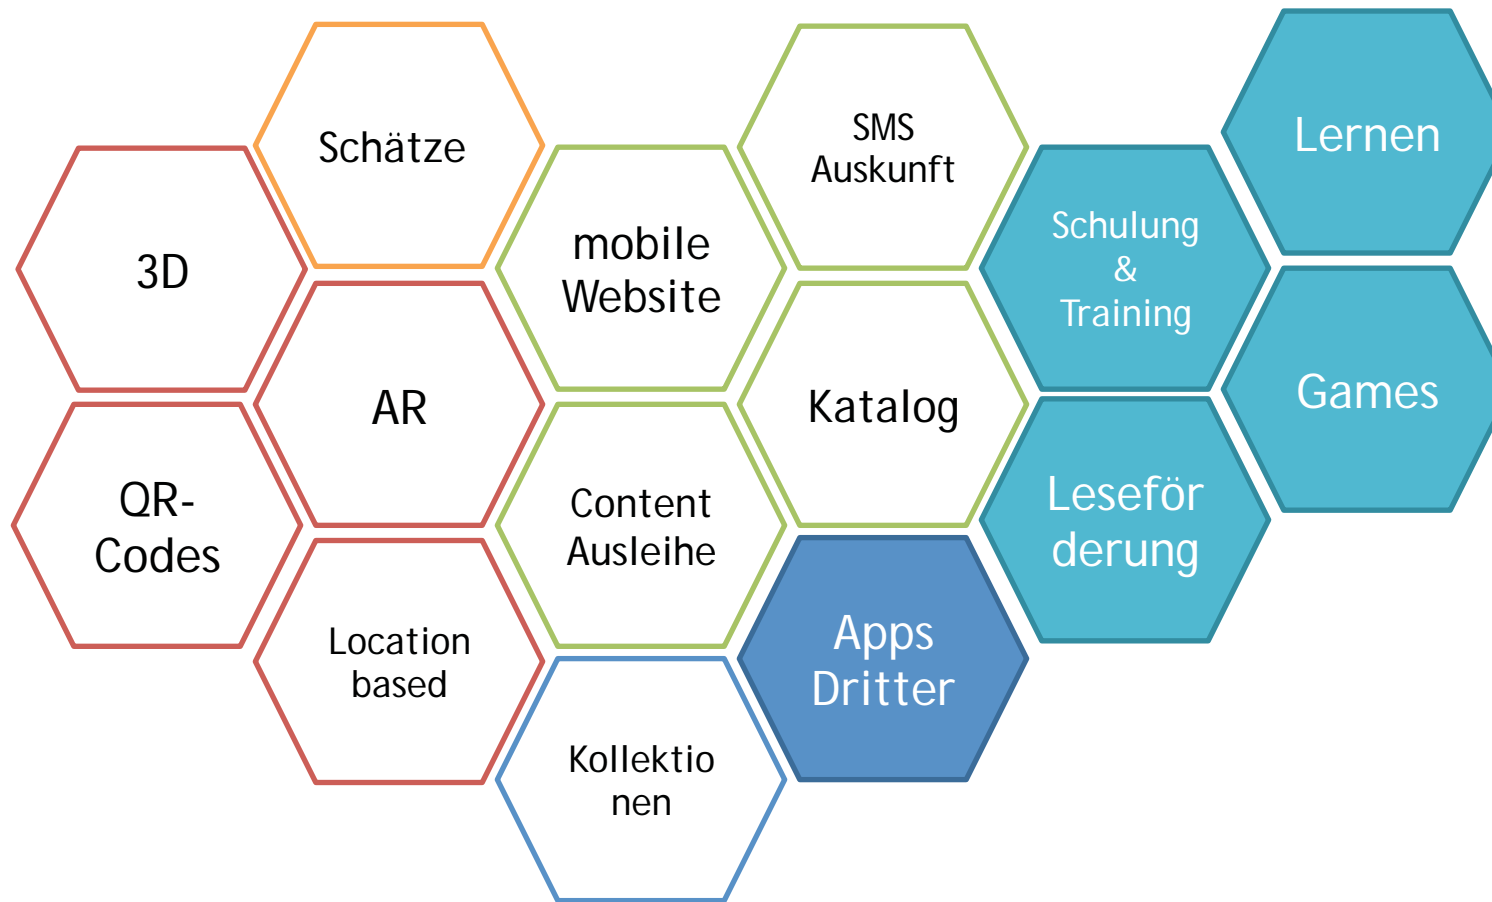 Schätze
3D
AR
QR-
Codes
Location
based
mobile
Website
SMS
Auskunft
Katalog
Content
Ausleihe
Kollektio
nen
Apps
Dritter
Schulung
&
Training
Leseför
derung
Lernen
Games